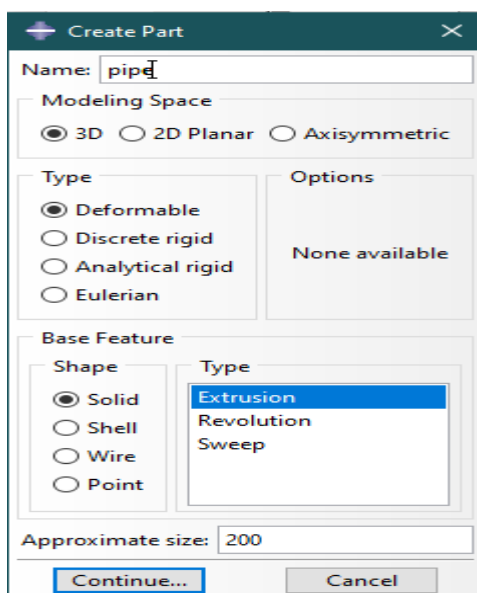 Create Part
Name: pipe
Modeling Space
3D 2D Planar Axisymmetric
Type
Options
Deformable
Discrete rigid
Analytical rigid
Eulerian
None available
Base Feature
Shape
Type
Solid
Shell
Wire
Point
Extrusion
Revolution
Sweep
Approximate size: 200
Continue... Cancel